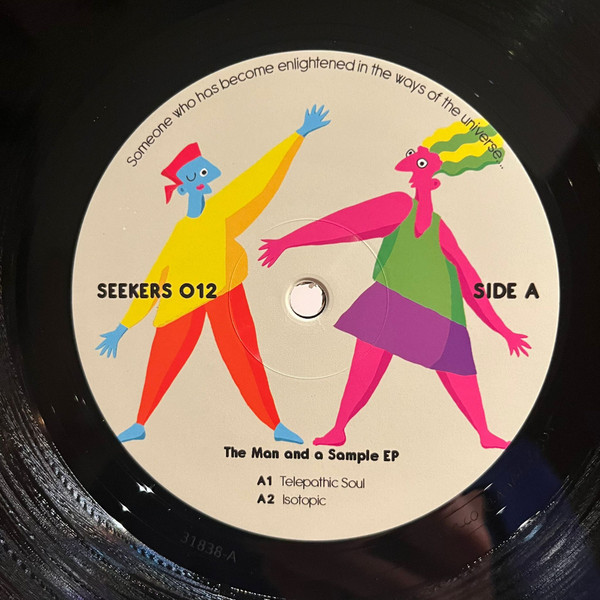 Someone who has become enlightened in the ways of the universe..
SEEKERS 012
SIDE A
The Man and a Sample EP
A1 Telepathic Soul
A2 Isotopic
31838-A